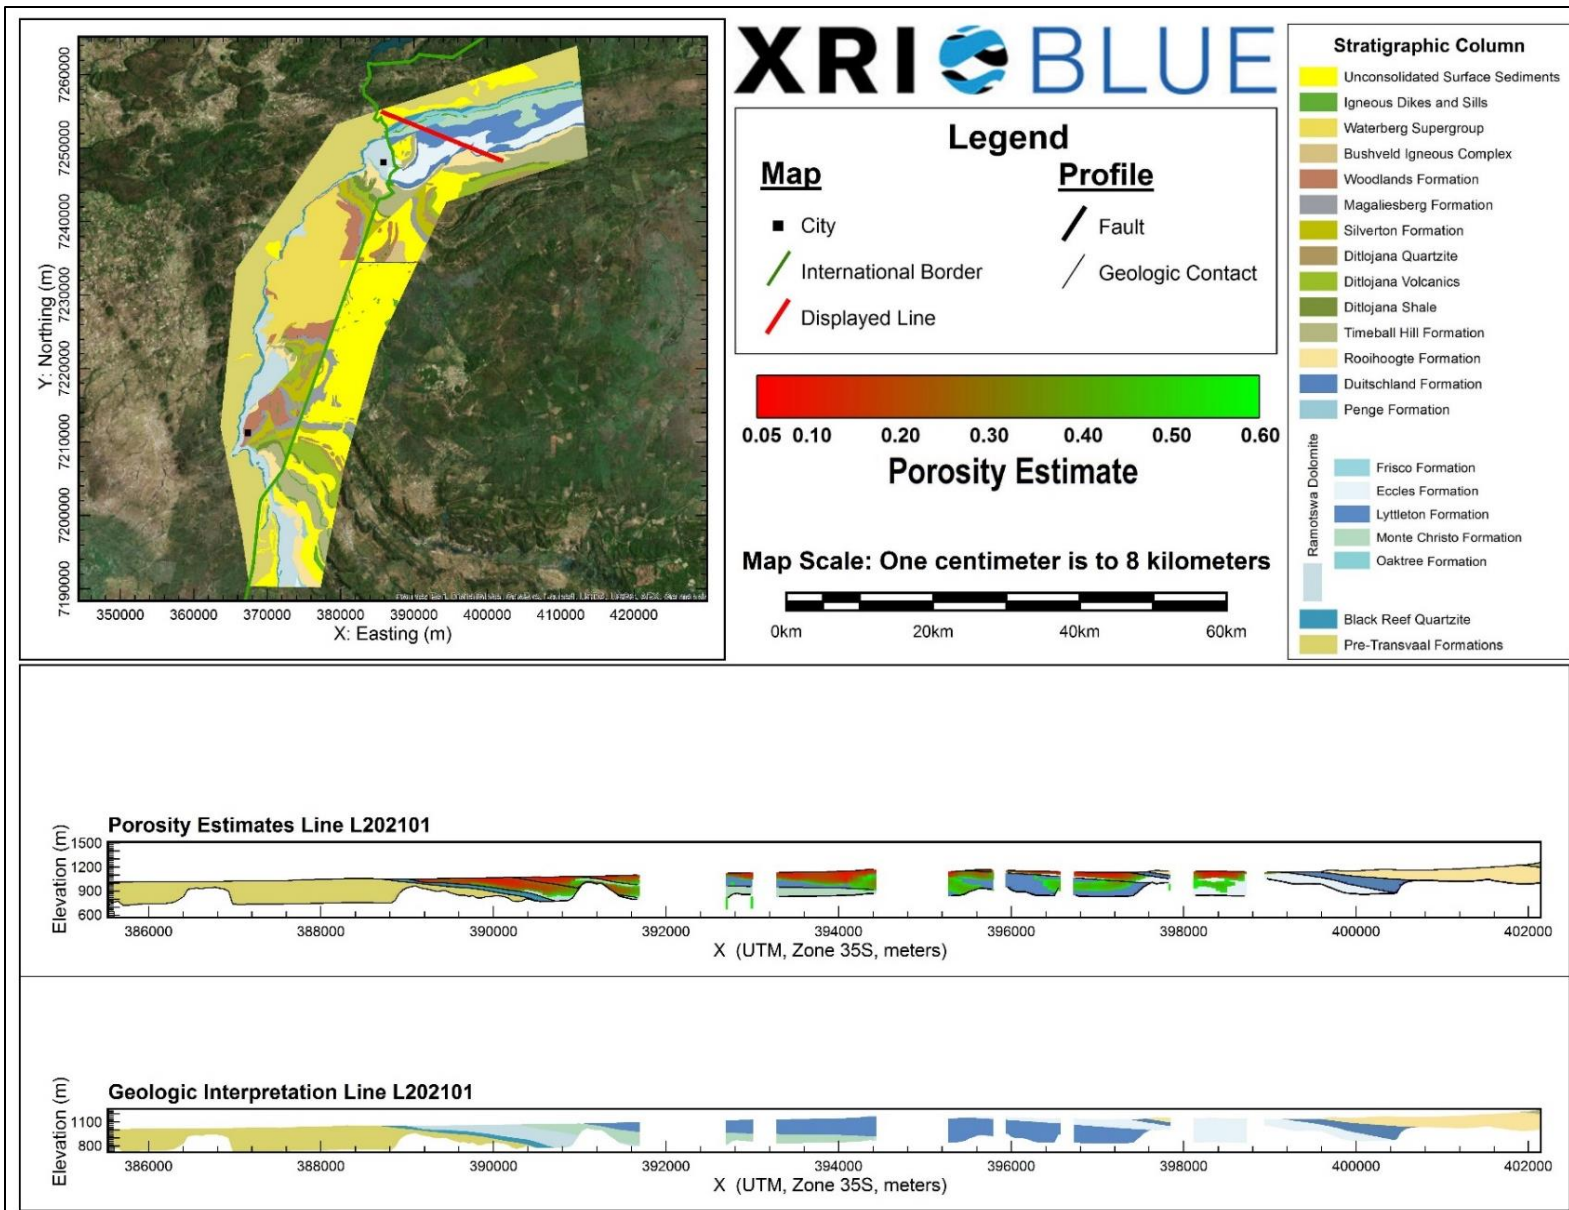 7260000
7250000
7240000
7230000
7220000
7210000
7200000
7190000
Y: Northing (m)
350000 360000 370000 380000 390000 400000 410000 420000
X: Easting (m)
XRI BLUE
Legend
Map
City
International Border
Displayed Line
Profile
Fault
Geologic Contact
0.05 0.10 0.20 0.30 0.40 0.50 0.60
Porosity Estimate
Map Scale: One centimeter is to 8 kilometers
0km 20km 40km 60km
Stratigraphic Column
Unconsolidated Surface Sediments
Igneous Dikes and Sills
Waterberg Supergroup
Bushveld Igneous Complex
Woodlands Formation
Magaliesberg Formation
Silverton Formation
Ditlojana Quartzite
Ditlojana Volcanics
Ditlojana Shale
Timeball Hill Formation
Rooihoogte Formation
Duitschland Formation
Penge Formation
Ramotswa Dolomite
Frisco Formation
Eccles Formation
Lyttleton Formation
Monte Christo Formation
Oaktree Formation
Black Reef Quartzite
Pre-Transvaal Formations
Porosity Estimates Line L202101
Elevation (m)
1500
1200
900
600
386000 388000 390000 392000 394000 396000 398000 400000 402000
X (UTM, Zone 35S, meters)
Geologic Interpretation Line L202101
Elevation (m)
1100
800
386000 388000 390000 392000 394000 396000 398000 400000 402000
X (UTM, Zone 35S, meters)